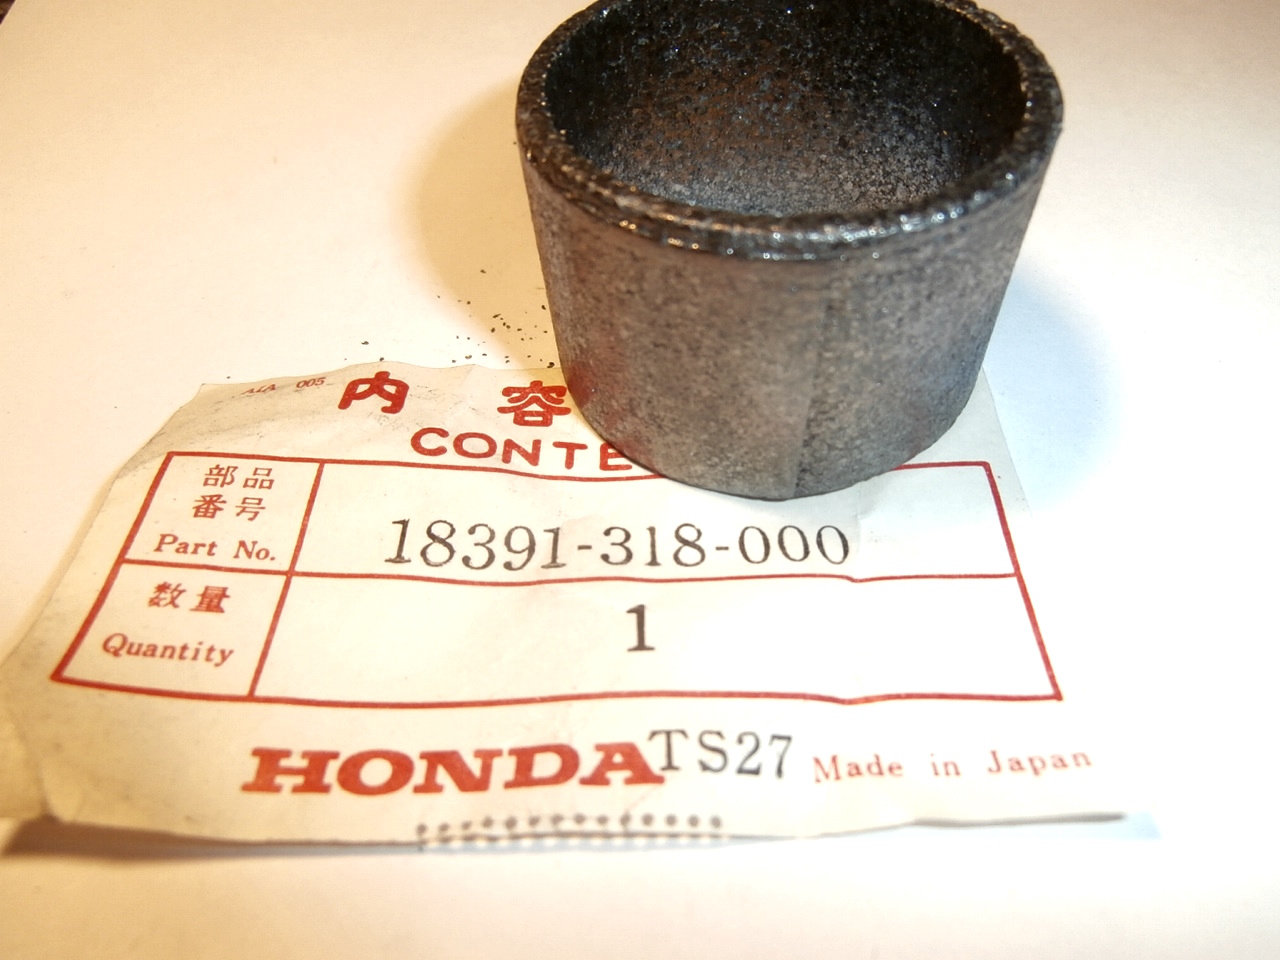 内容
CONTE
部品
番号
Part No.
18391-318-000
数量
Quantity
1
HONDA TS27 Made in Japan